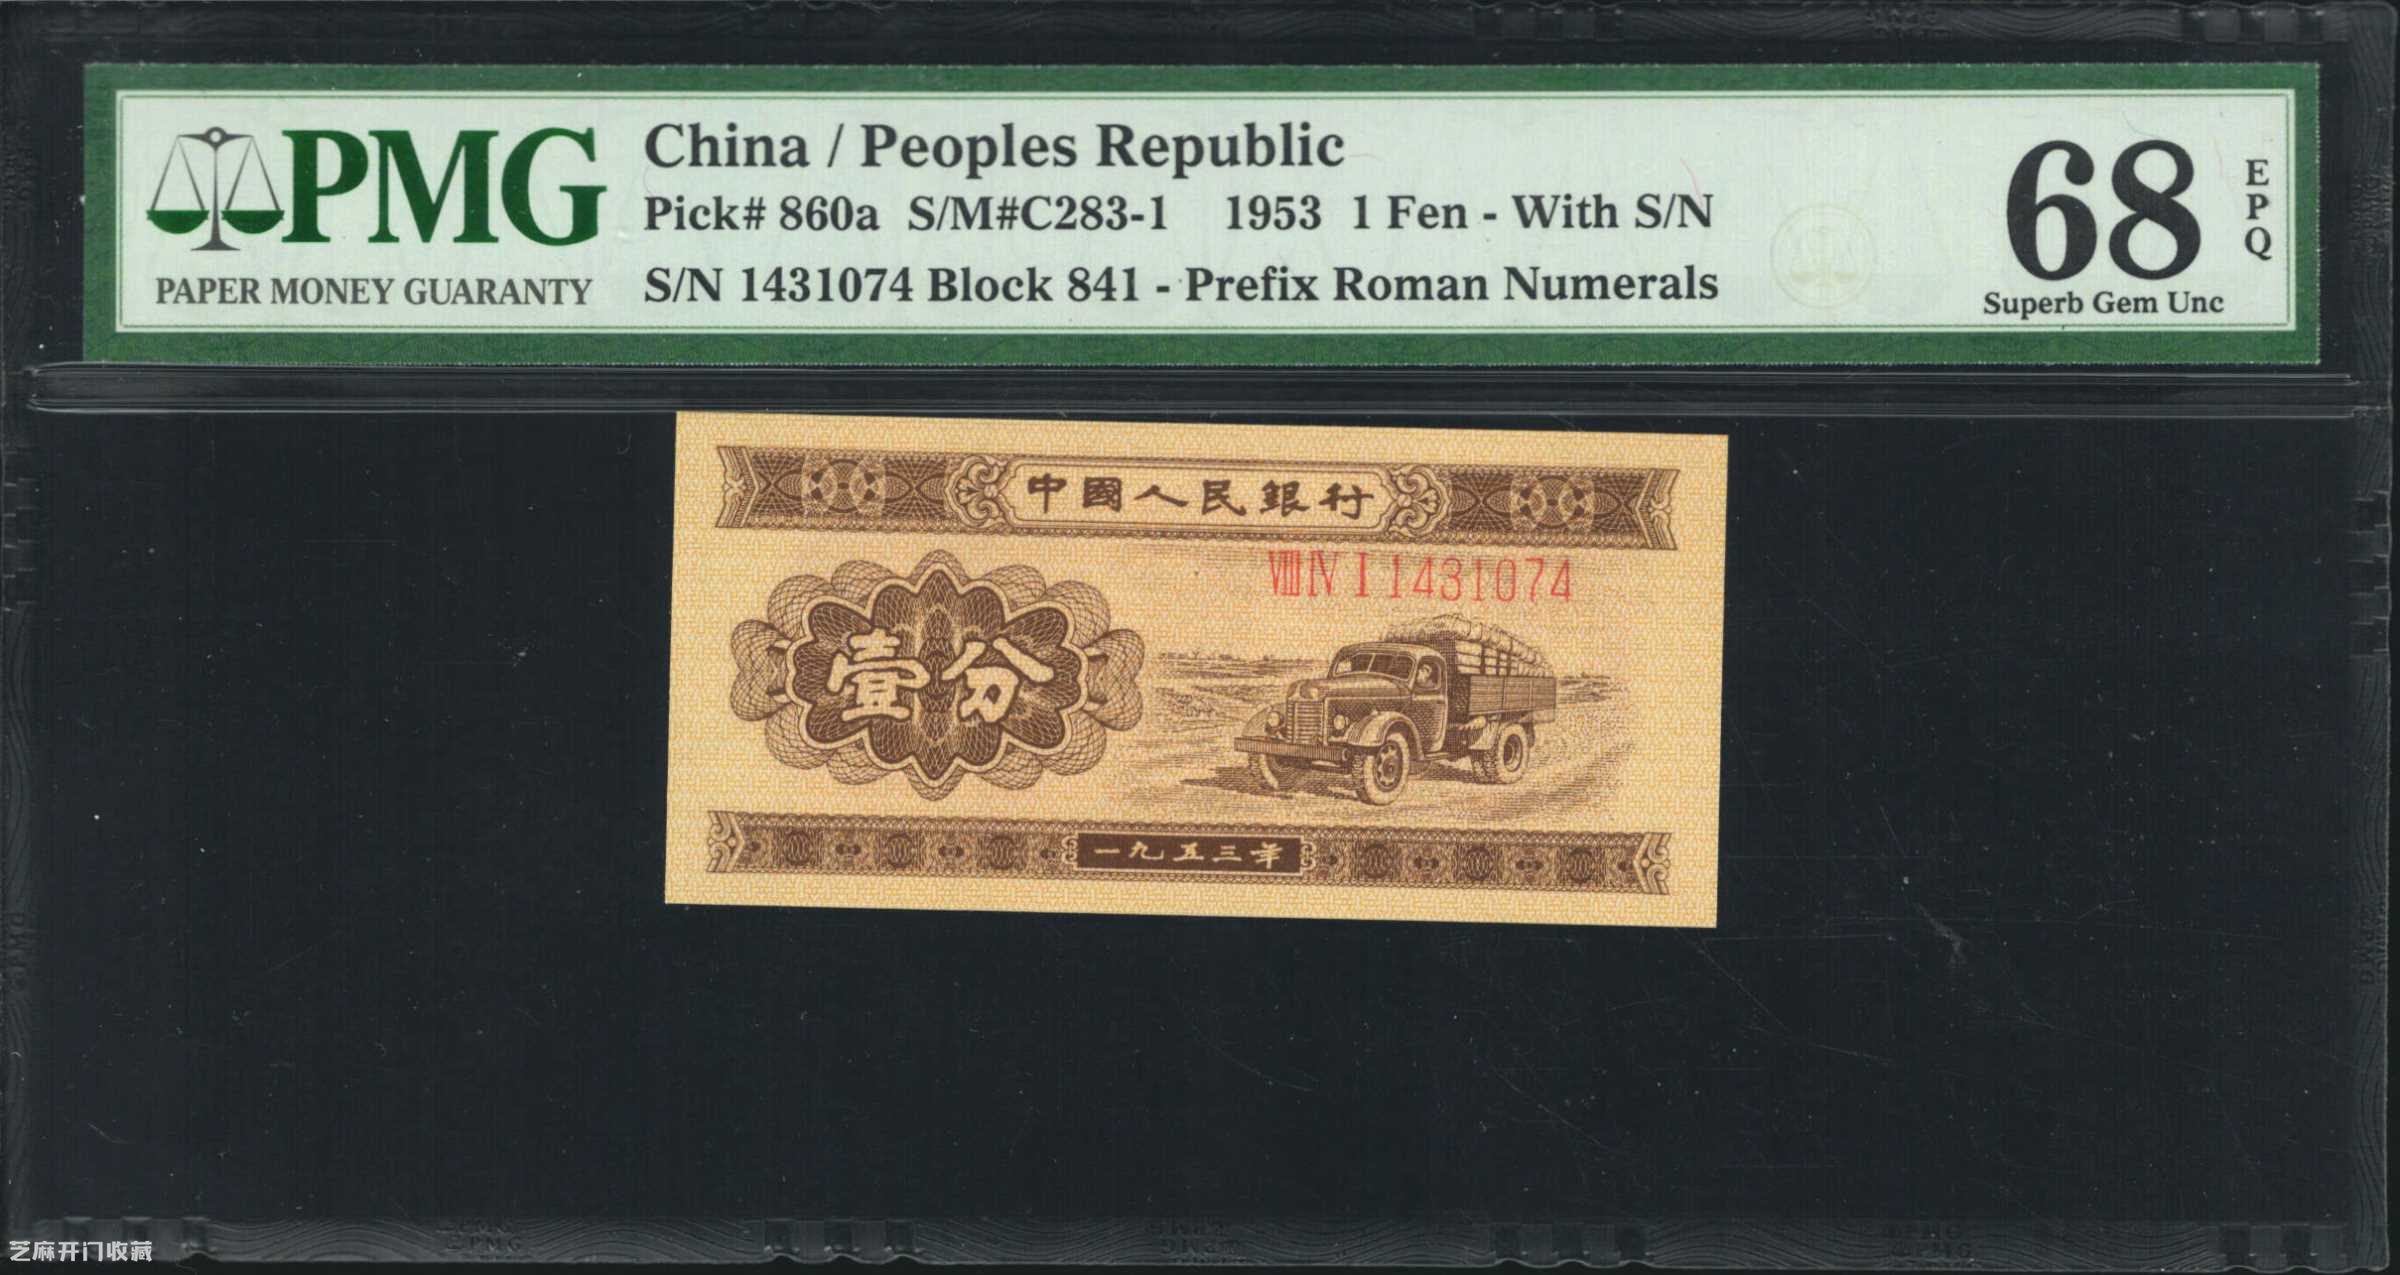 PMG
PAPER MONEY GUARANTY
China / Peoples Republic
Pick# 860a S/M#C283-1 1953 1 Fen - With S/N
S/N 1431074 Block 841 - Prefix Roman Numerals
68
EPQ
Superb Gem Unc
中國人民銀行
VIII IV I 1431074
壹分
一九五三年
芝麻开门收藏